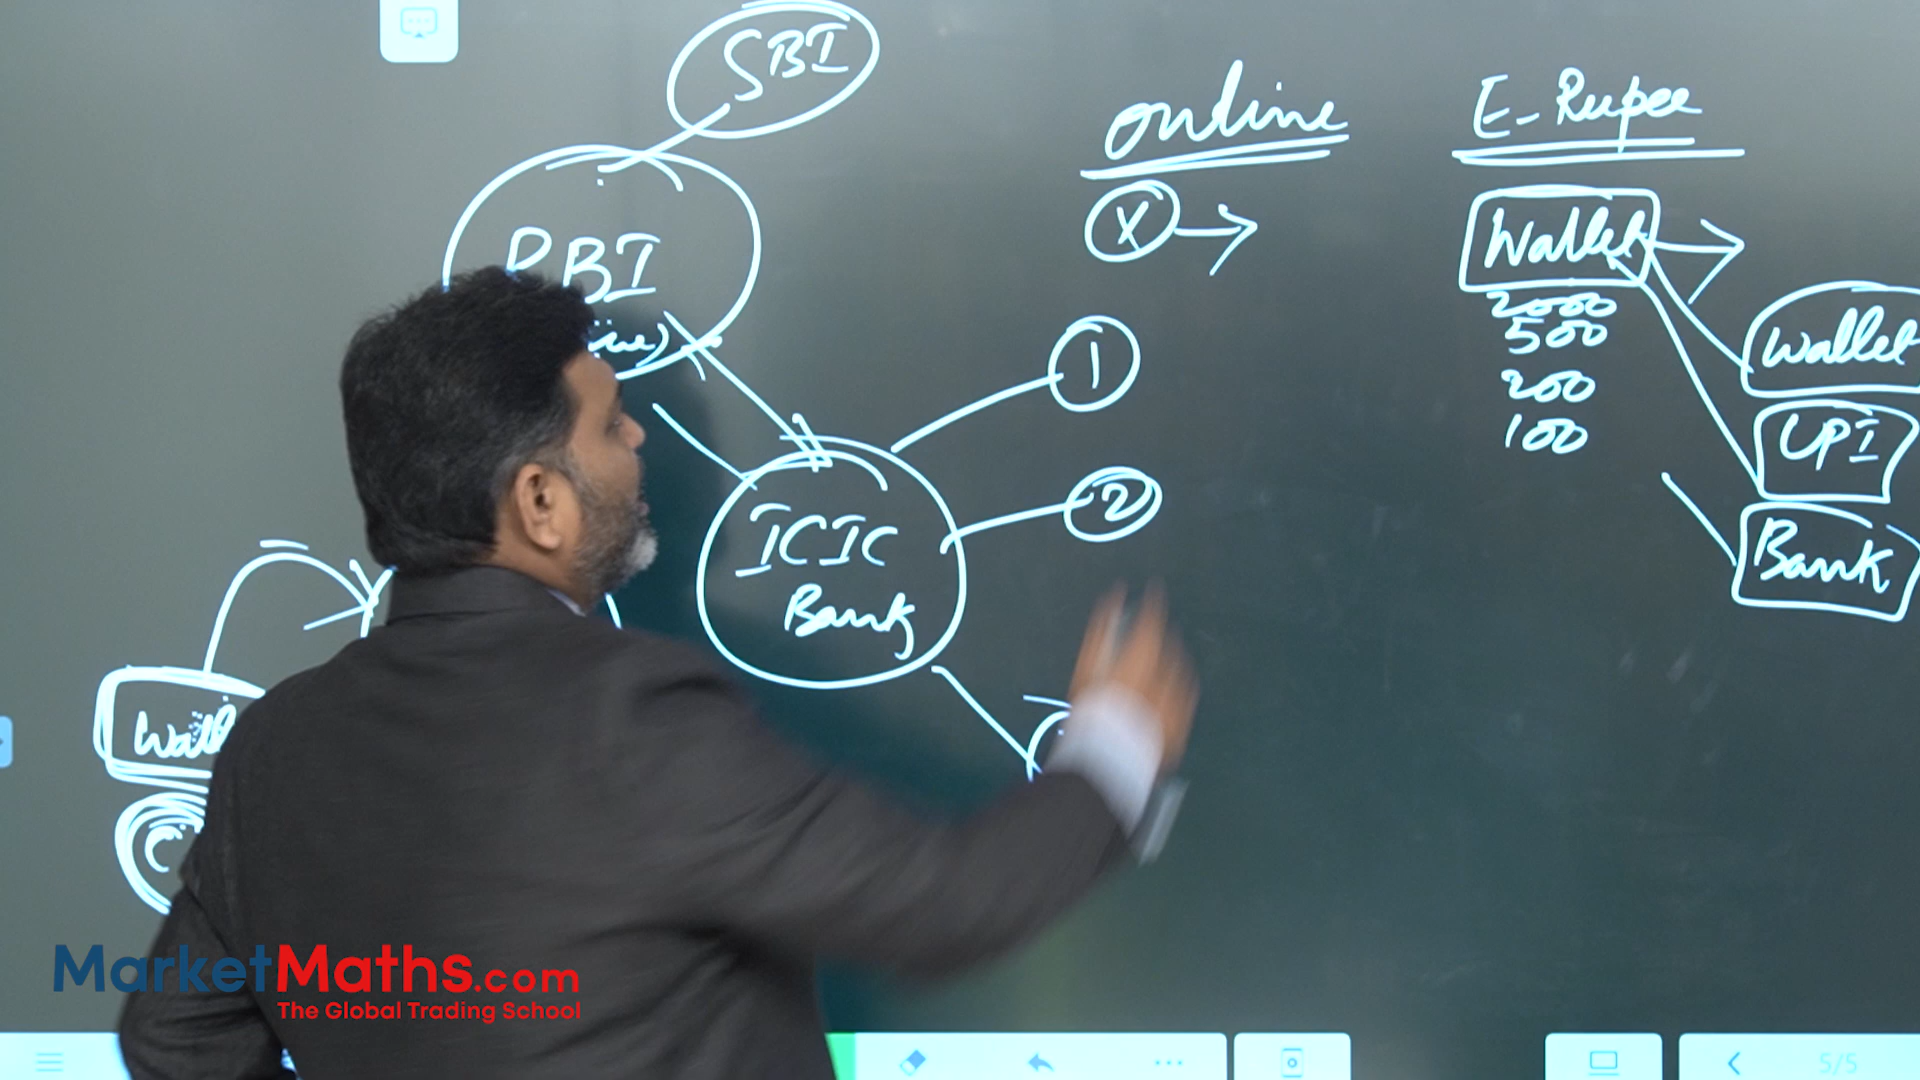 SBI
online
E-Rupee
RBI
X
Wallet
2000
500
200
100
1
Wallet
UPI
2
ICIC
Bank
Bank
MarketMaths.com
The Global Trading School
5/5